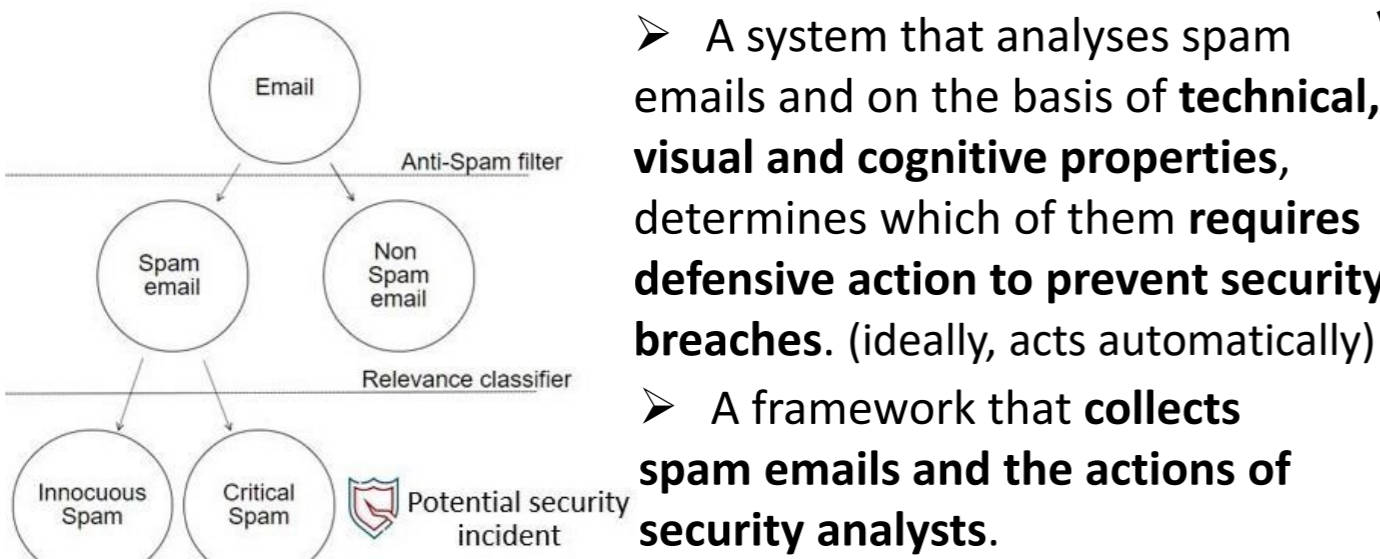 Email
Anti-Spam filter
Spam
email
Non
Spam
email
Relevance classifier
Innocuous
Spam
Critical
Spam
Potential security
incident
➢ A system that analyses spam
emails and on the basis of technical,
visual and cognitive properties,
determines which of them requires
defensive action to prevent security
breaches. (ideally, acts automatically)
➢ A framework that collects
spam emails and the actions of
security analysts.